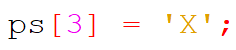 ps[3] = 'X';